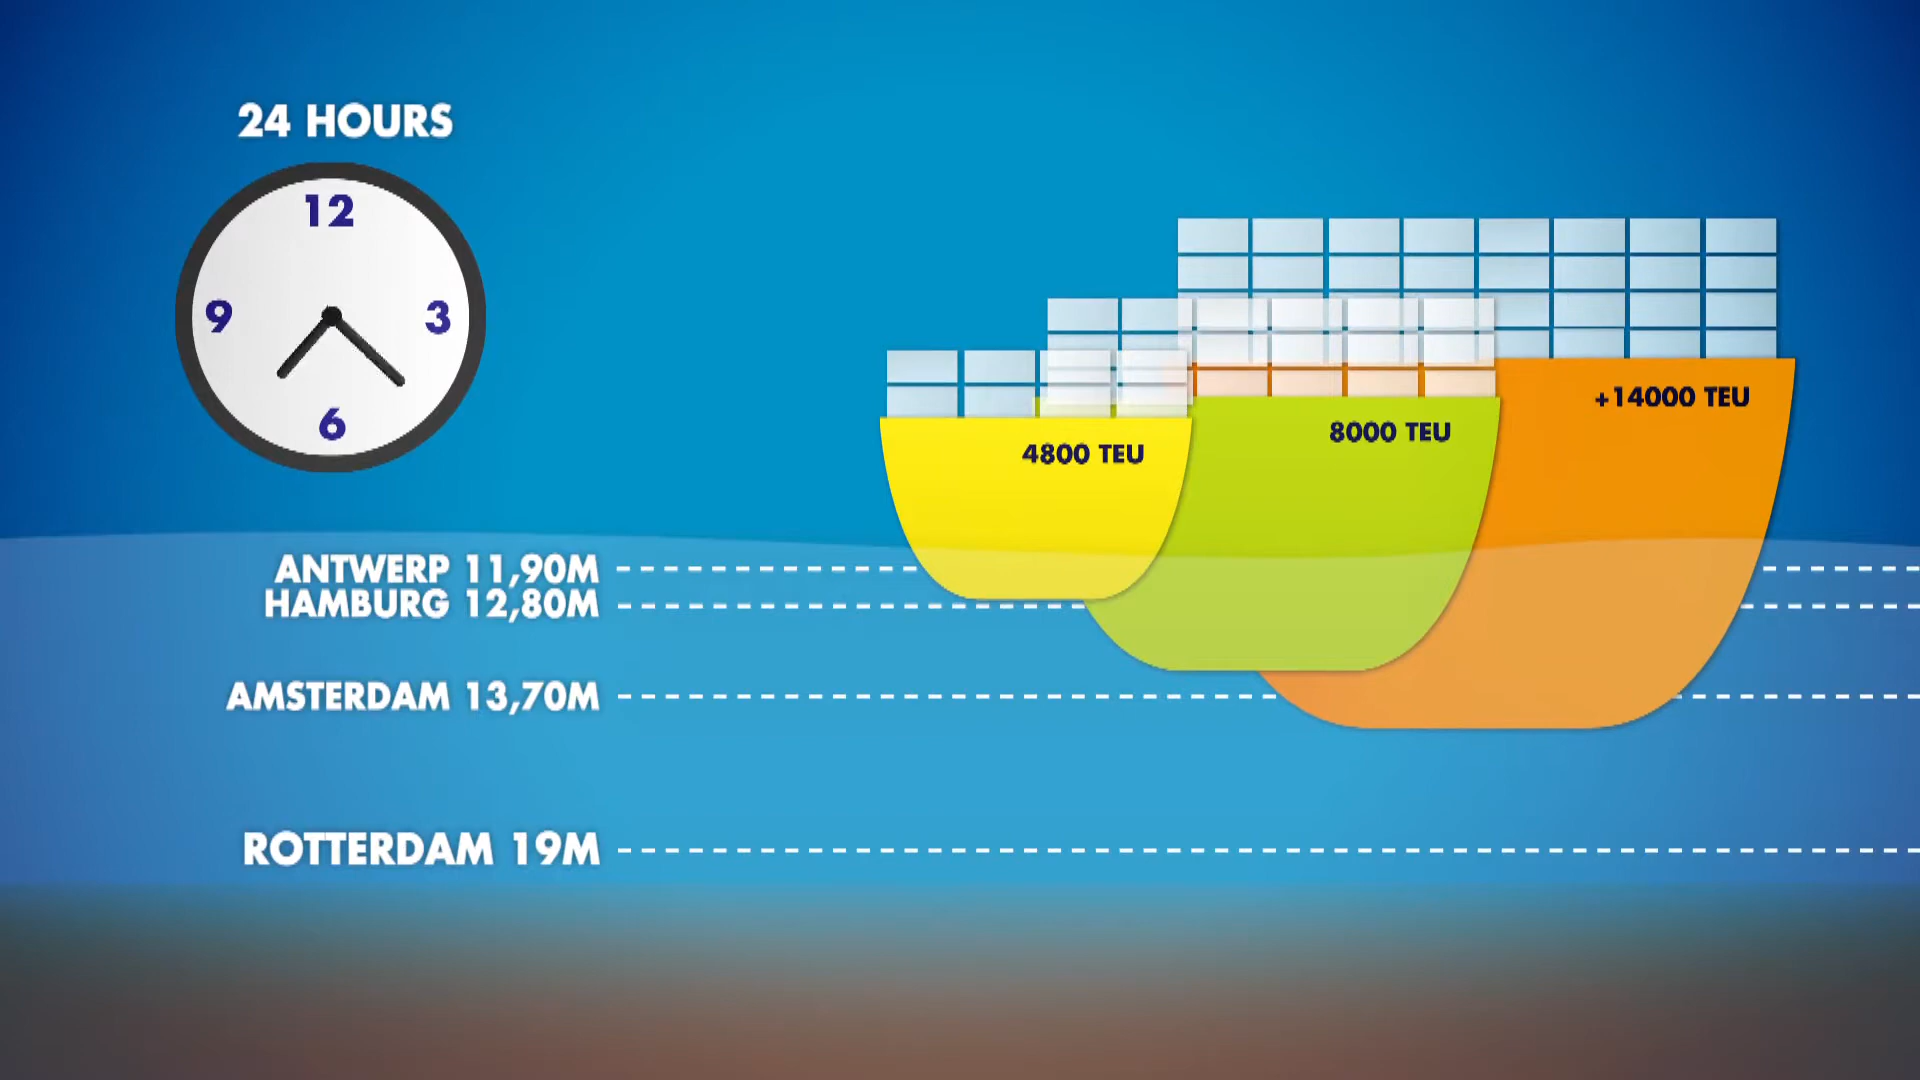 24 HOURS
12
9
3
6
+14000 TEU
8000 TEU
4800 TEU
ANTWERP 11,90M
HAMBURG 12,80M
AMSTERDAM 13,70M
ROTTERDAM 19M